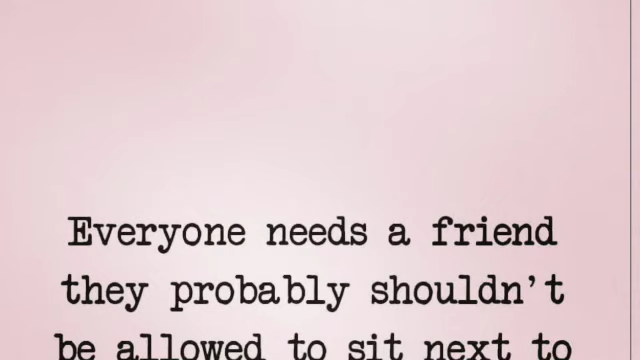 Everyone needs a friend
they probably shouldn't
be allowed to sit next to